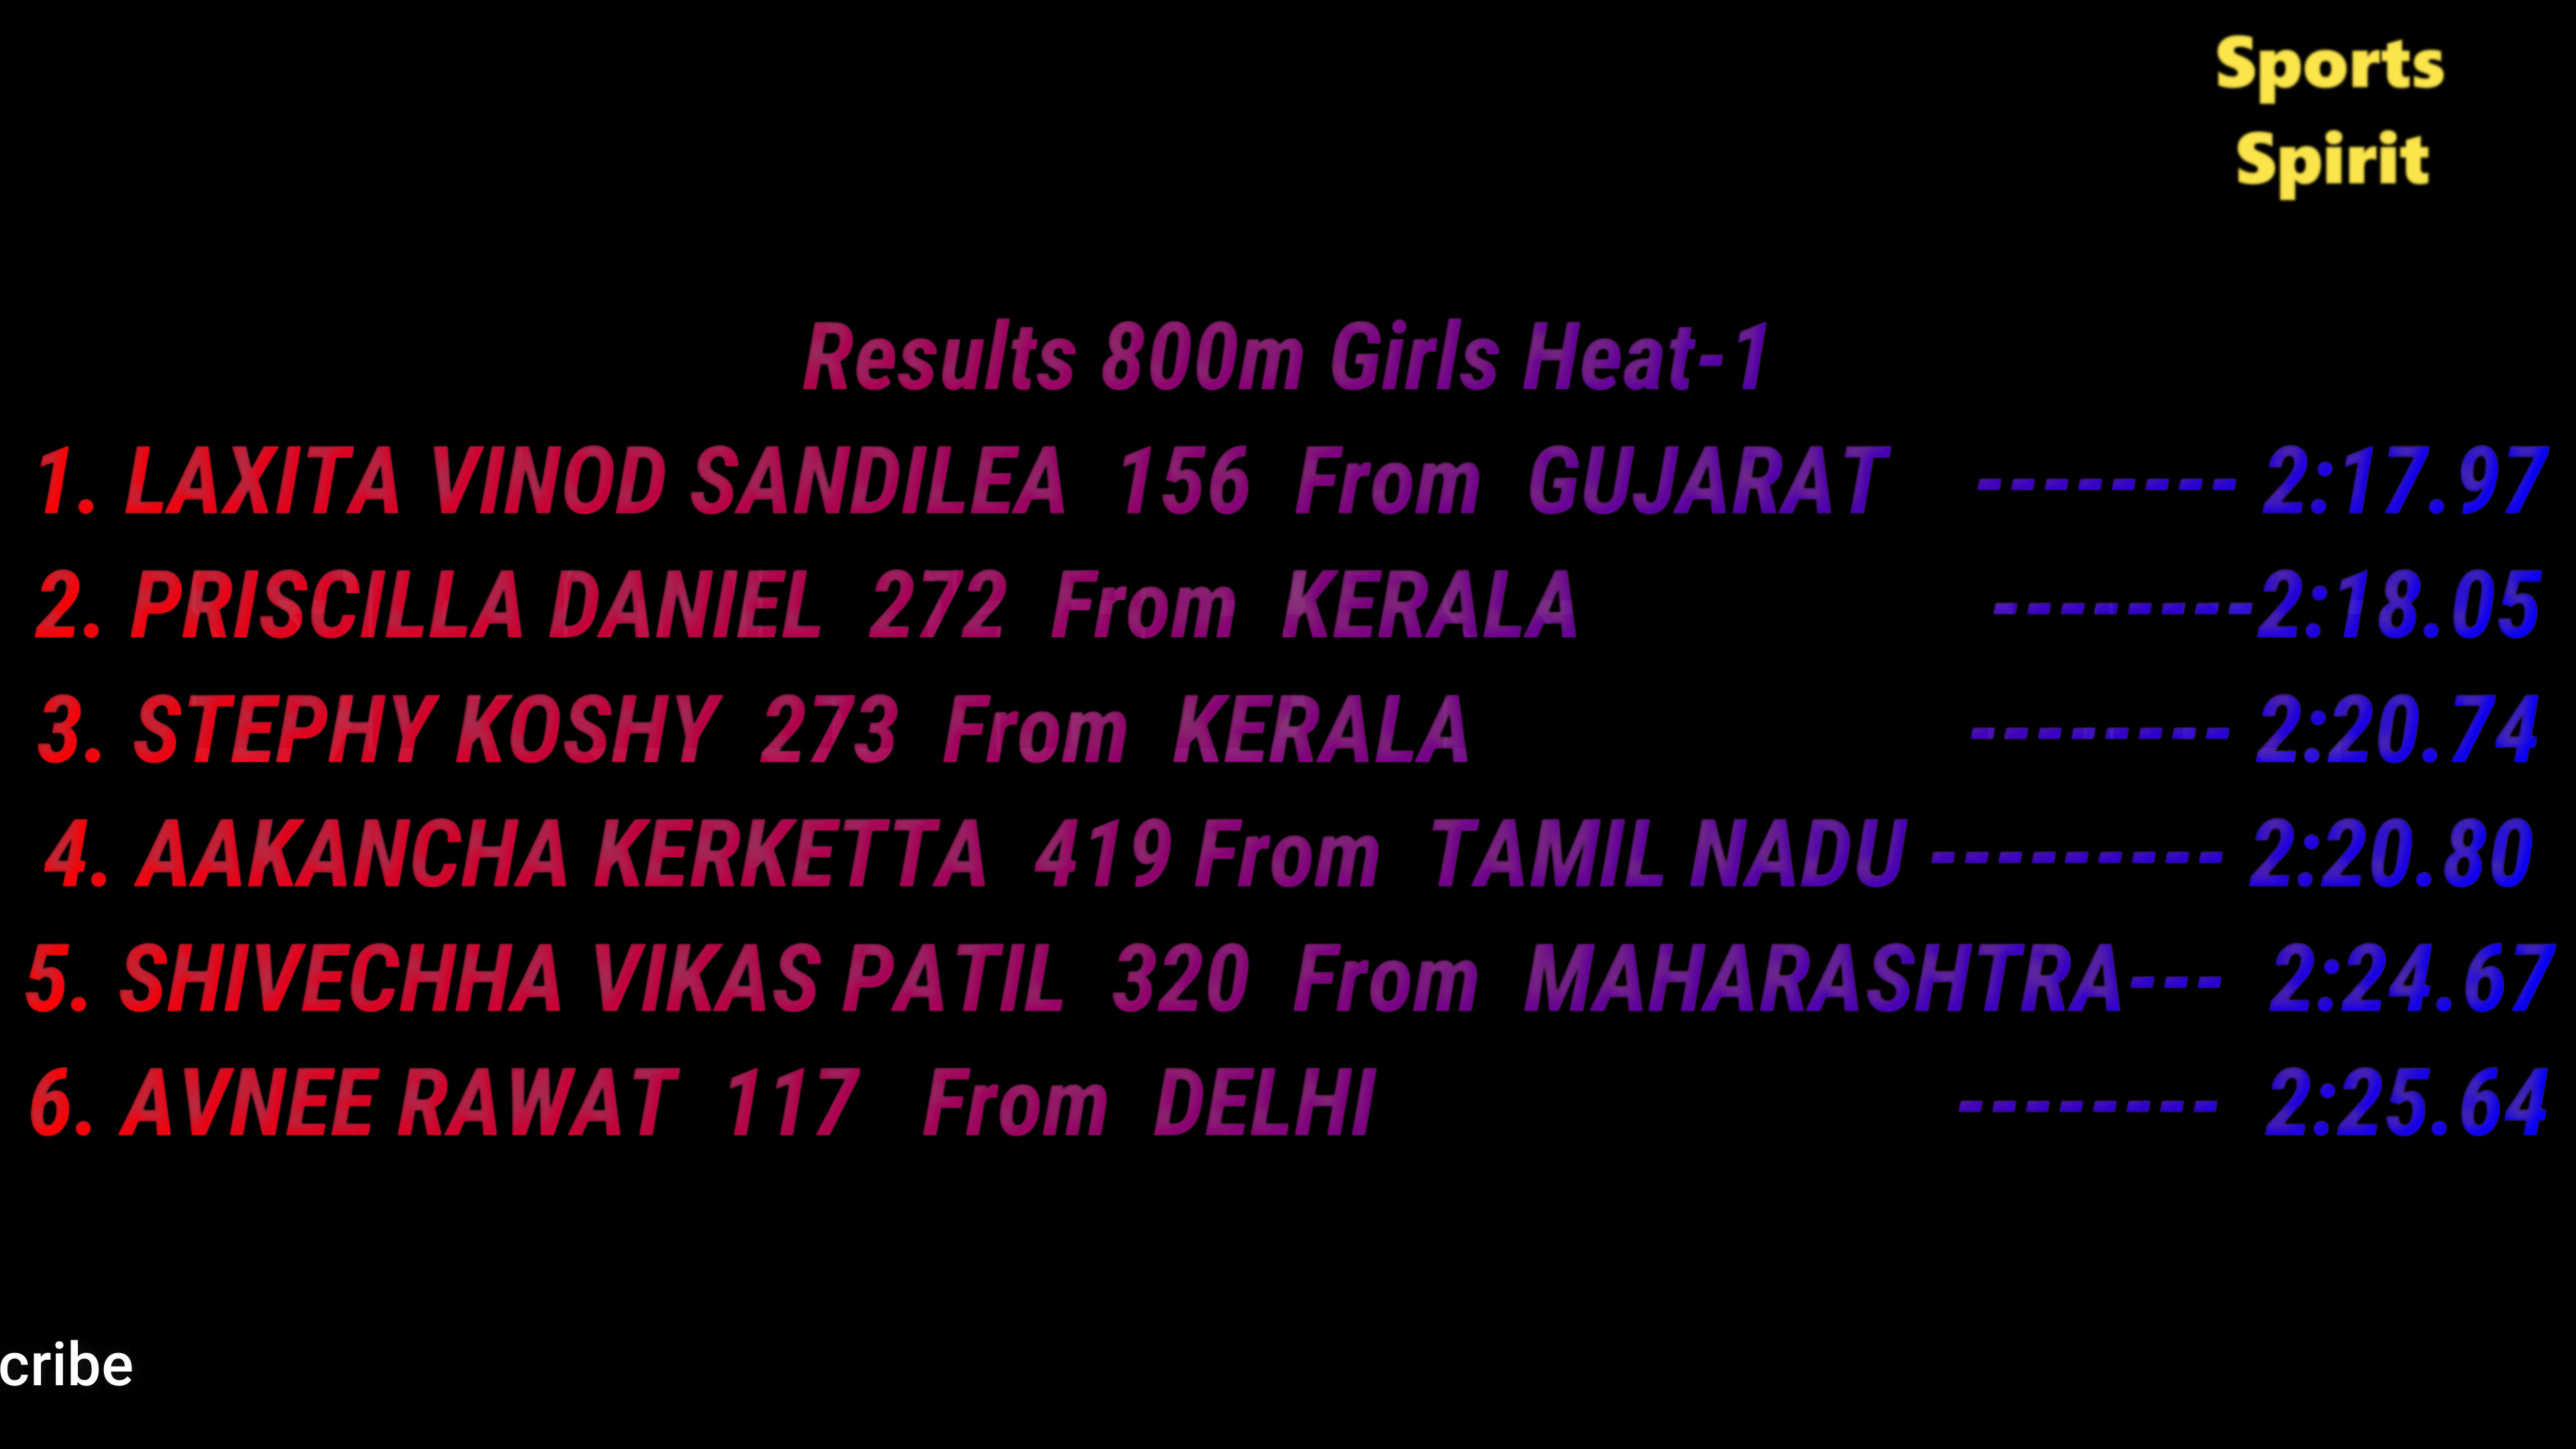 Sports
Spirit
Results 800m Girls Heat-1
1. LAXITA VINOD SANDILEA 156 From GUJARAT -------- 2:17.97
2. PRISCILLA DANIEL 272 From KERALA --------2:18.05
3. STEPHY KOSHY 273 From KERALA -------- 2:20.74
4. AAKANCHA KERKETTA 419 From TAMIL NADU --------- 2:20.80
5. SHIVECHHA VIKAS PATIL 320 From MAHARASHTRA--- 2:24.67
6. AVNEE RAWAT 117 From DELHI -------- 2:25.64
cribe